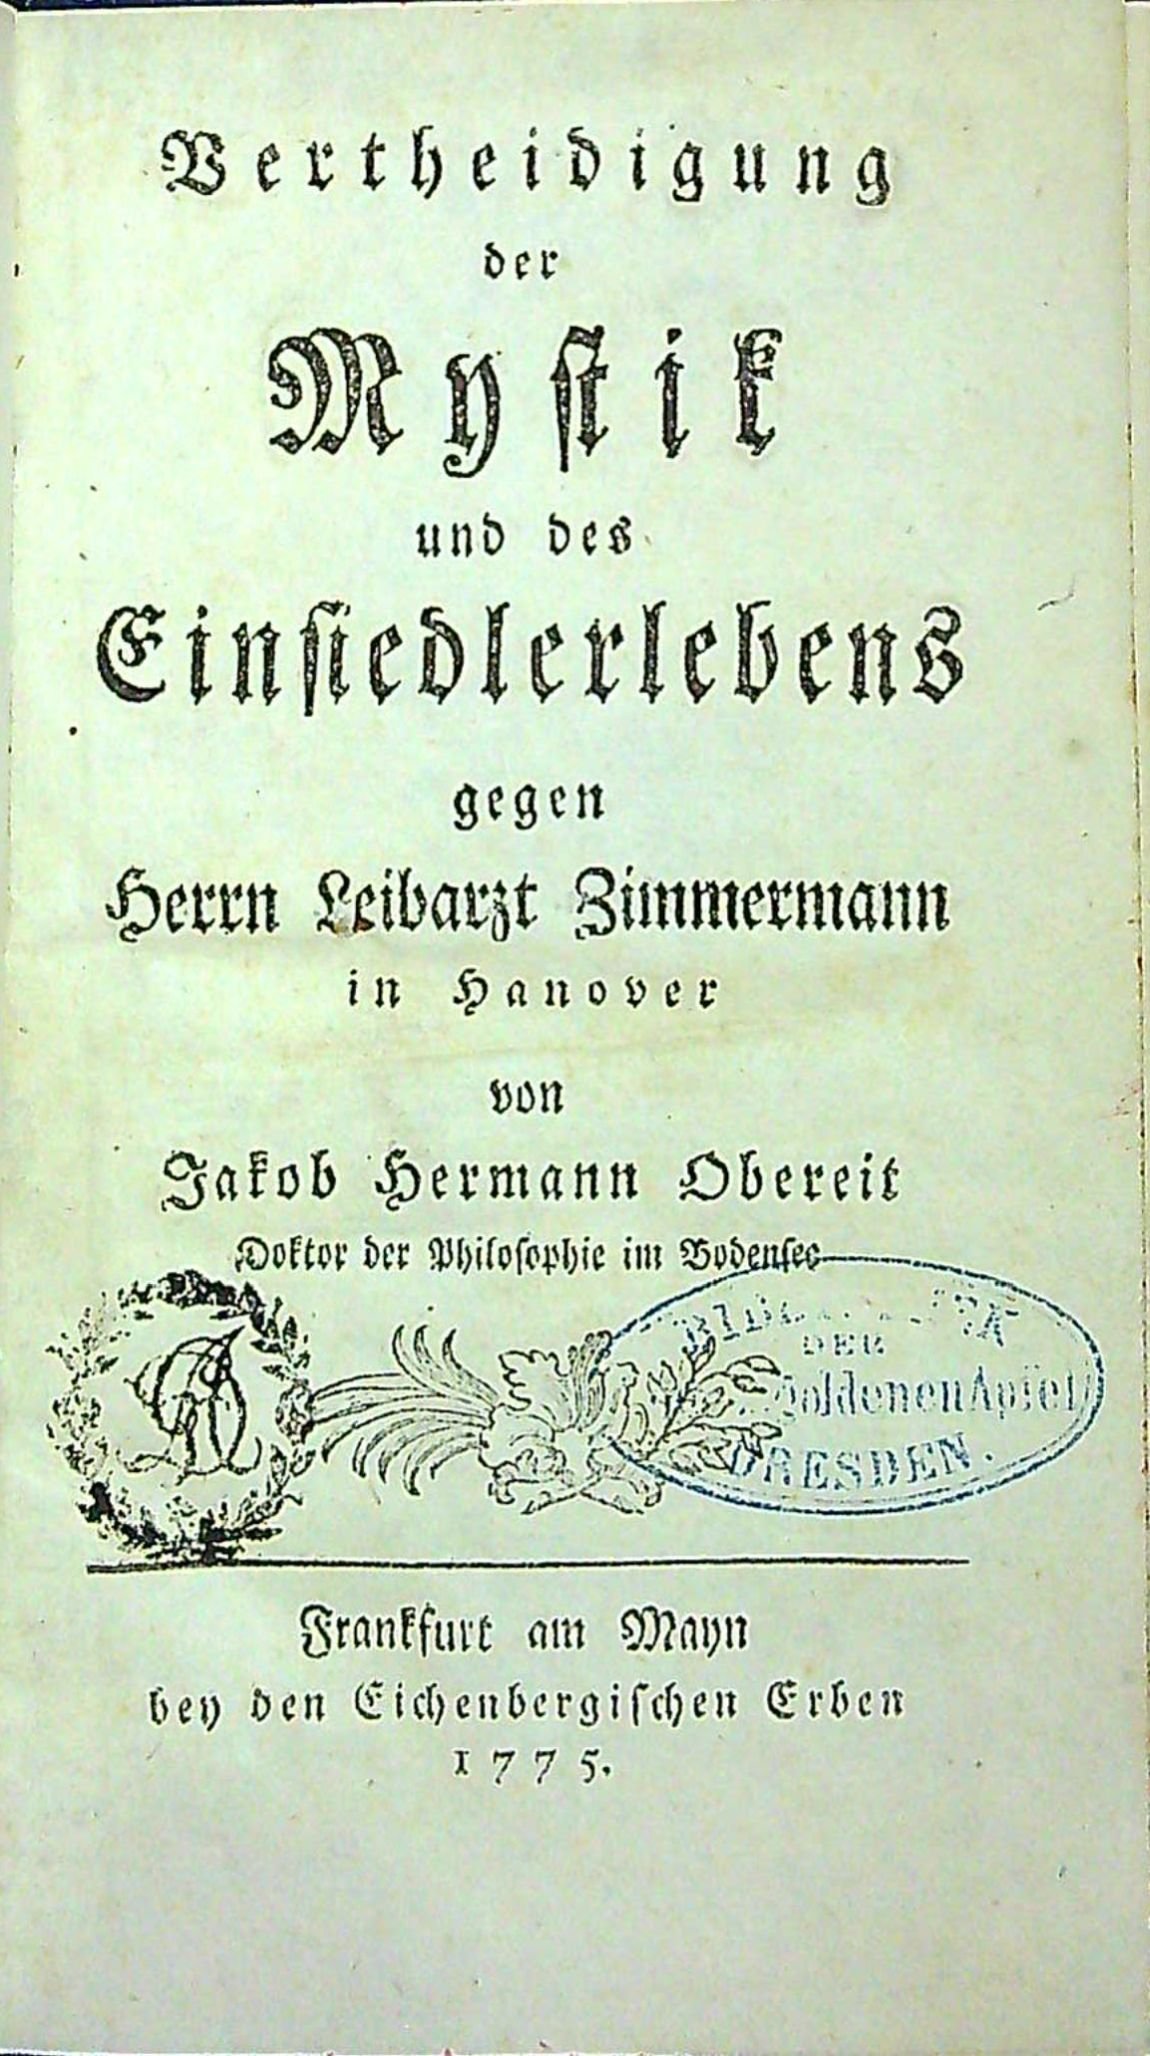 Vertheidigung
der
Myſtik
und des
Einſiedlerlebens
gegen
Herrn Leibarzt Zimmermann
in Hanover
von
Jakob Hermann Obereit
Doktor der Philoſophie im Bodenſee
DER
goldenen Apfel
DRESDEN.
Frankfurt am Mayn
bey den Eichenbergiſchen Erben
1775.